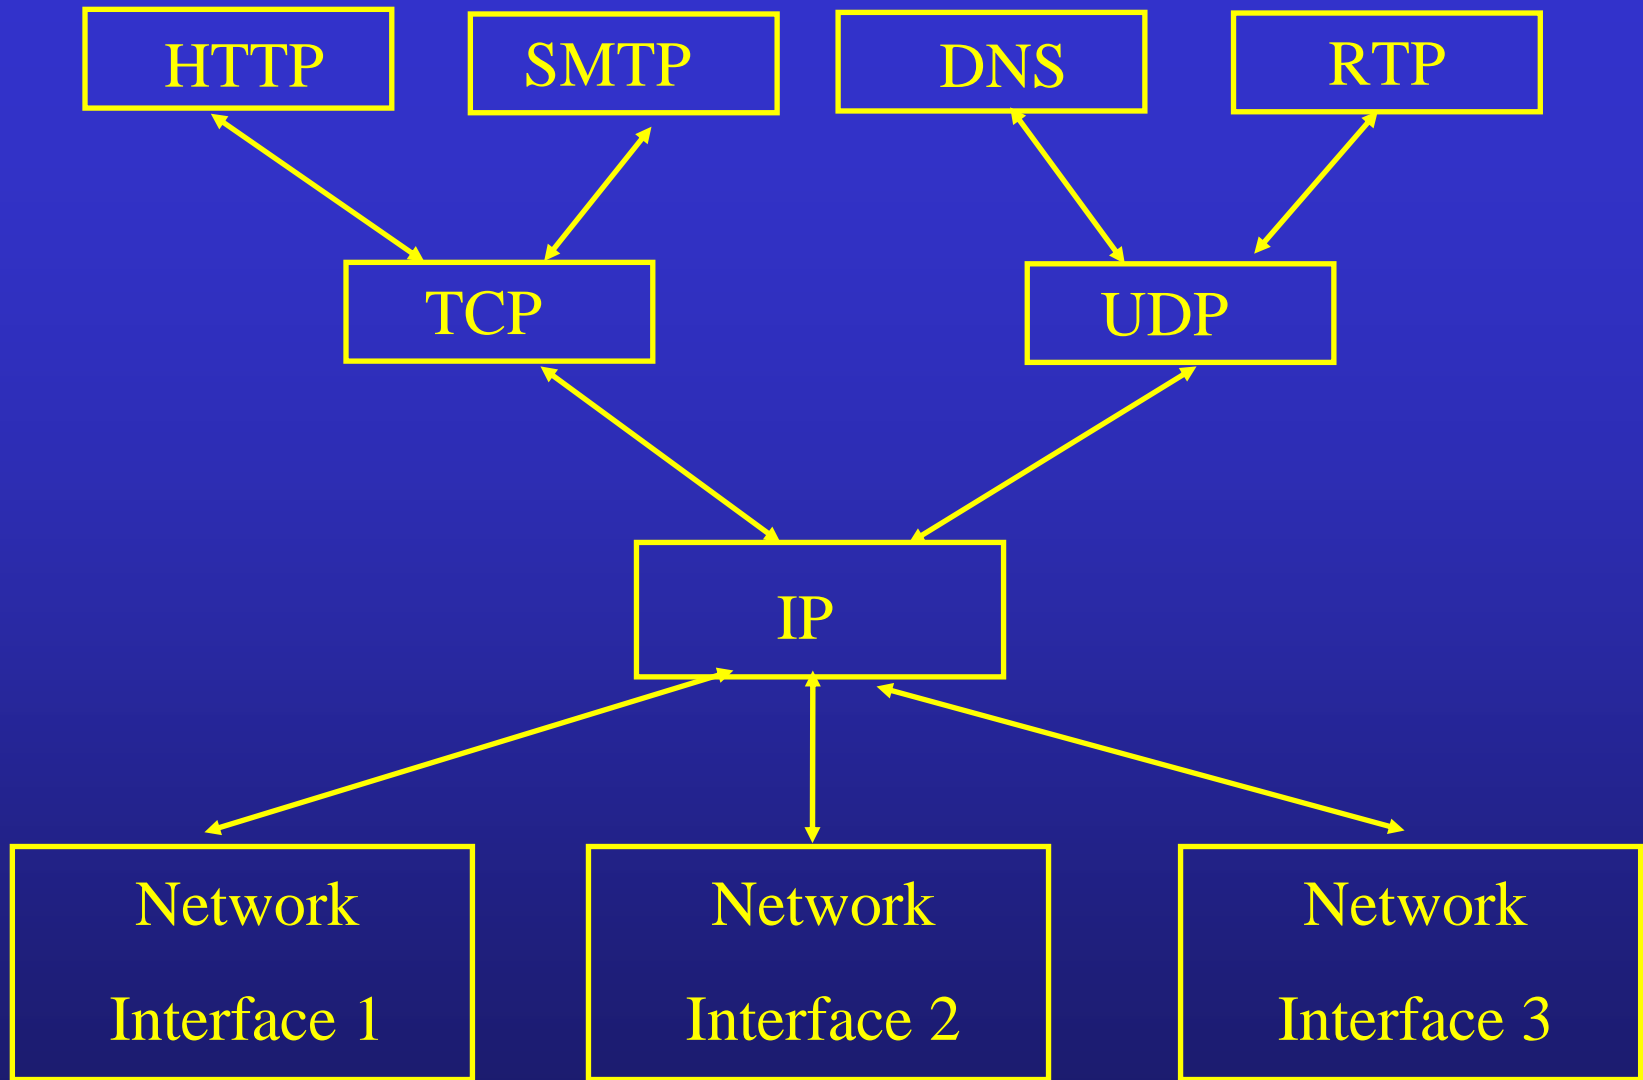 HTTP
SMTP
DNS
RTP
TCP
UDP
IP
Network
Interface 1
Network
Interface 2
Network
Interface 3